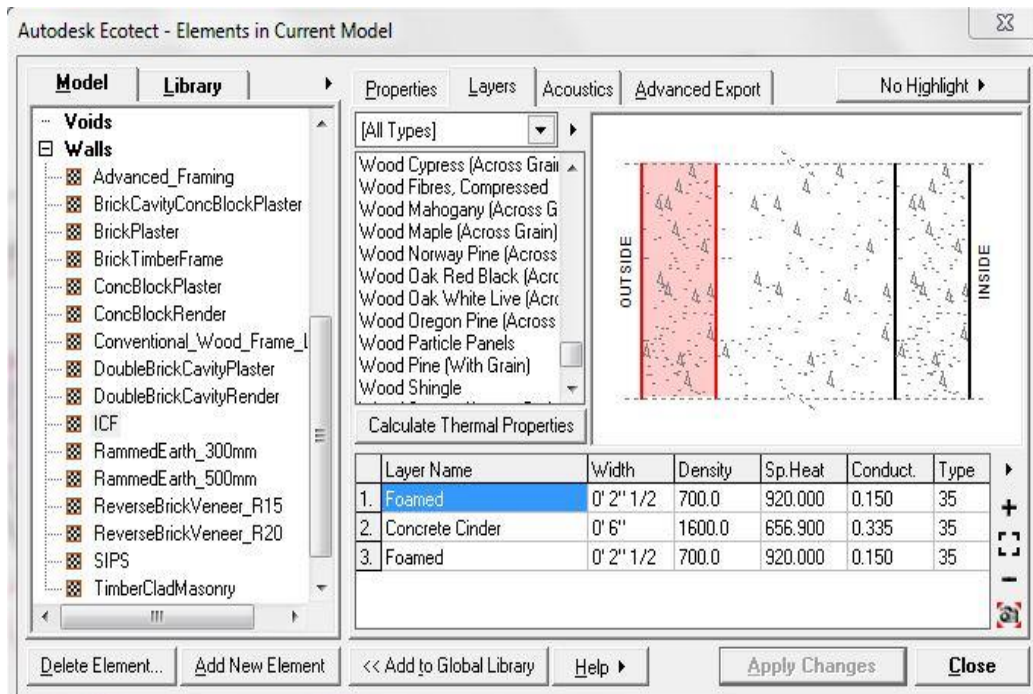 Autodesk Ecotect - Elements in Current Model
Model Library
Voids
Walls
Advanced_Framing
BrickCavityConcBlockPlaster
BrickPlaster
BrickTimberFrame
ConcBlockPlaster
ConcBlockRender
Conventional_Wood_Frame_L
DoubleBrickCavityPlaster
DoubleBrickCavityRender
ICF
RammedEarth_300mm
RammedEarth_500mm
ReverseBrickVeneer_R15
ReverseBrickVeneer_R20
SIPS
TimberCladMasonry
Delete Element... Add New Element
Properties Layers Acoustics Advanced Export No Highlight
[All Types]
Wood Cypress (Across Grai
Wood Fibres, Compressed
Wood Mahogany (Across G
Wood Maple (Across Grain)
Wood Norway Pine (Across
Wood Oak Red Black (Acro
Wood Oak White Live (Acro
Wood Oregon Pine (Across
Wood Particle Panels
Wood Pine (With Grain)
Wood Shingle
Calculate Thermal Properties
OUTSIDE
INSIDE
Layer Name Width Density Sp.Heat Conduct. Type
1. Foamed 0' 2" 1/2 700.0 920.000 0.150 35
2. Concrete Cinder 0' 6" 1600.0 656.900 0.335 35
3. Foamed 0' 2" 1/2 700.0 920.000 0.150 35
<< Add to Global Library Help Apply Changes Close